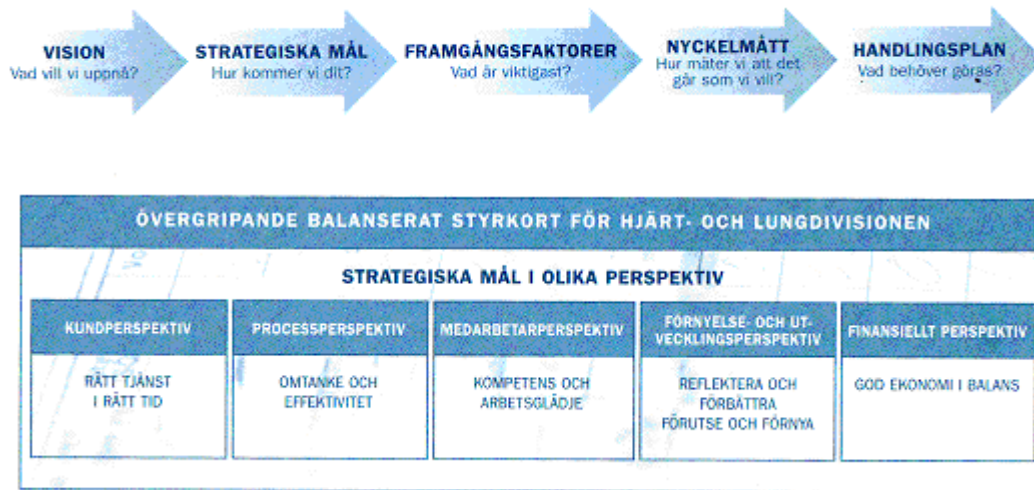 VISION
Vad vill vi uppnå?
STRATEGISKA MÅL
Hur kommer vi dit?
FRAMGÅNGSFAKTORER
Vad är viktigast?
NYCKELMÅTT
Hur mäter vi att det
går som vi vill?
HANDLINGSPLAN
Vad behöver göras?
ÖVERGRIPANDE BALANSERAT STYRKORT FÖR HJÄRT- OCH LUNGDIVISIONEN
STRATEGISKA MÅL I OLIKA PERSPEKTIV
KUNDPERSPEKTIV
RÄTT TJÄNST
I RÄTT TID
PROCESSPERSPEKTIV
OMTANKE OCH
EFFEKTIVITET
MEDARBETARPERSPEKTIV
KOMPETENS OCH
ARBETSGLÄDJE
FÖRNYELSE- OCH UT-
VECKLINGSPERSPEKTIV
REFLEKTERA OCH
FÖRBÄTTRA
FÖRUTSE OCH FÖRNYA
FINANSIELLT PERSPEKTIV
GOD EKONOMI I BALANS